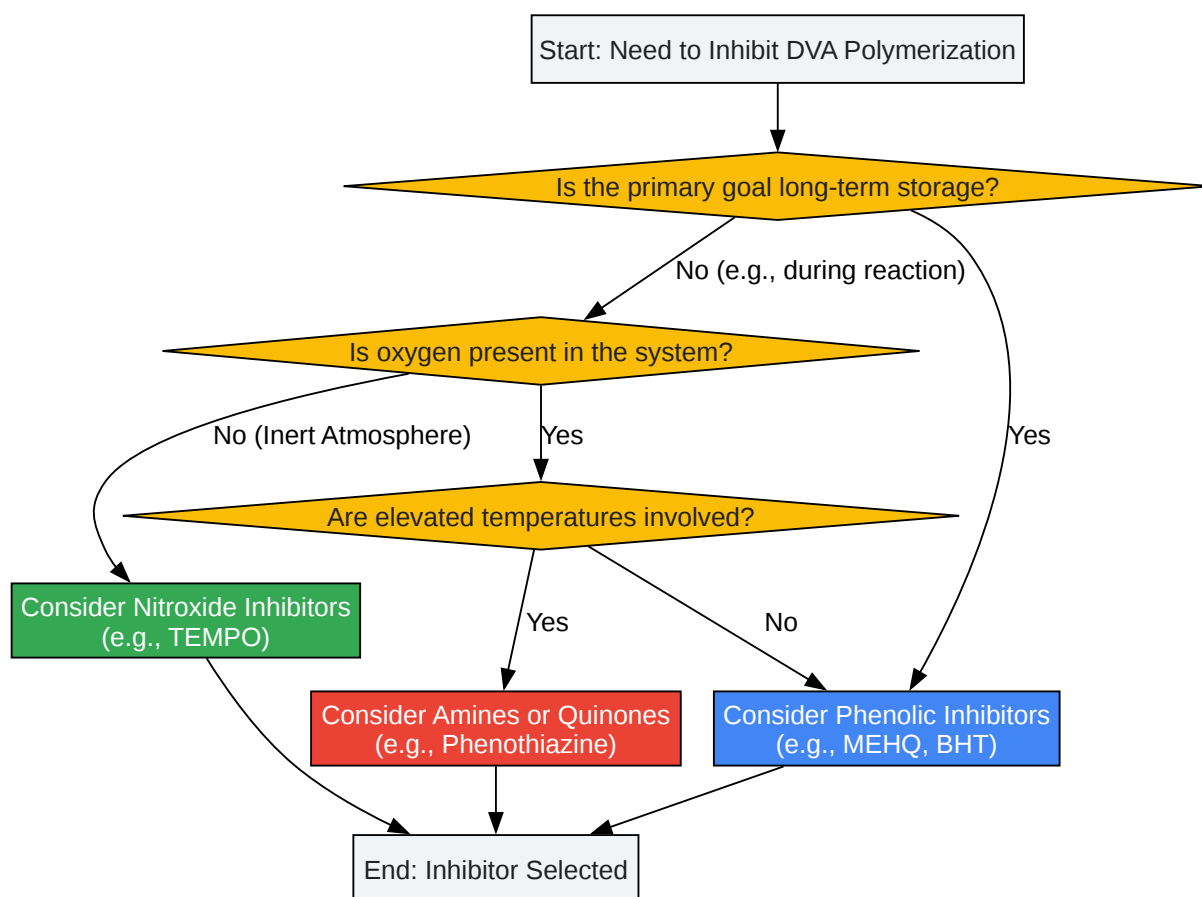 Start: Need to Inhibit DVA Polymerization
Is the primary goal long-term storage?
No (e.g., during reaction)
Is oxygen present in the system?
No (Inert Atmosphere)
Yes
Yes
Are elevated temperatures involved?
Consider Nitroxide Inhibitors
(e.g., TEMPO)
Yes
No
Consider Amines or Quinones
(e.g., Phenothiazine)
Consider Phenolic Inhibitors
(e.g., MEHQ, BHT)
End: Inhibitor Selected